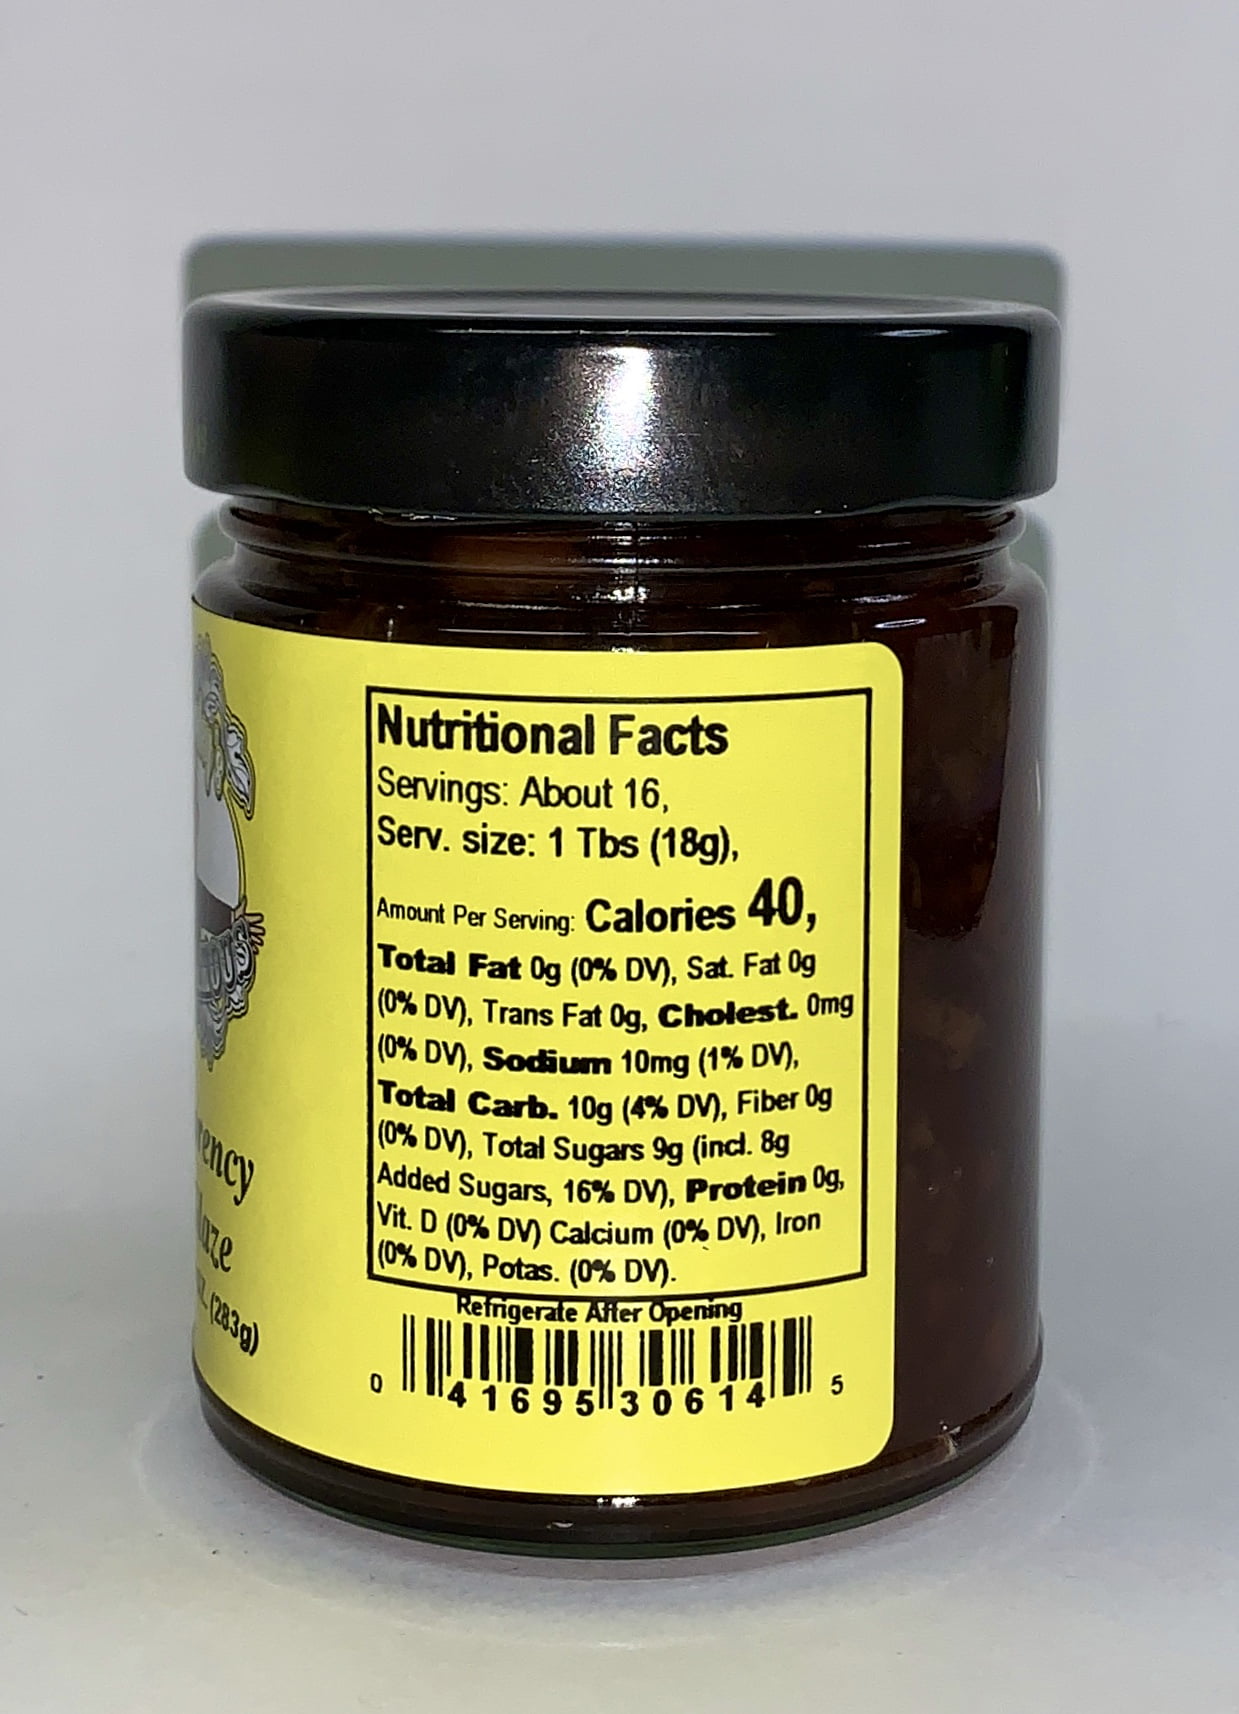 Nutritional Facts
Servings: About 16,
Serv. size: 1 Tbs (18g),
Amount Per Serving: Calories 40,
Total Fat 0g (0% DV), Sat. Fat 0g
(0% DV), Trans Fat 0g, Cholest. 0mg
(0% DV), Sodium 10mg (1% DV),
Total Carb. 10g (4% DV), Fiber 0g
(0% DV), Total Sugars 9g (incl. 8g
Added Sugars, 16% DV), Protein 0g,
Vit. D (0% DV) Calcium (0% DV), Iron
(0% DV), Potas. (0% DV).
Refrigerate After Opening
0 41695 30614 5
(283g)